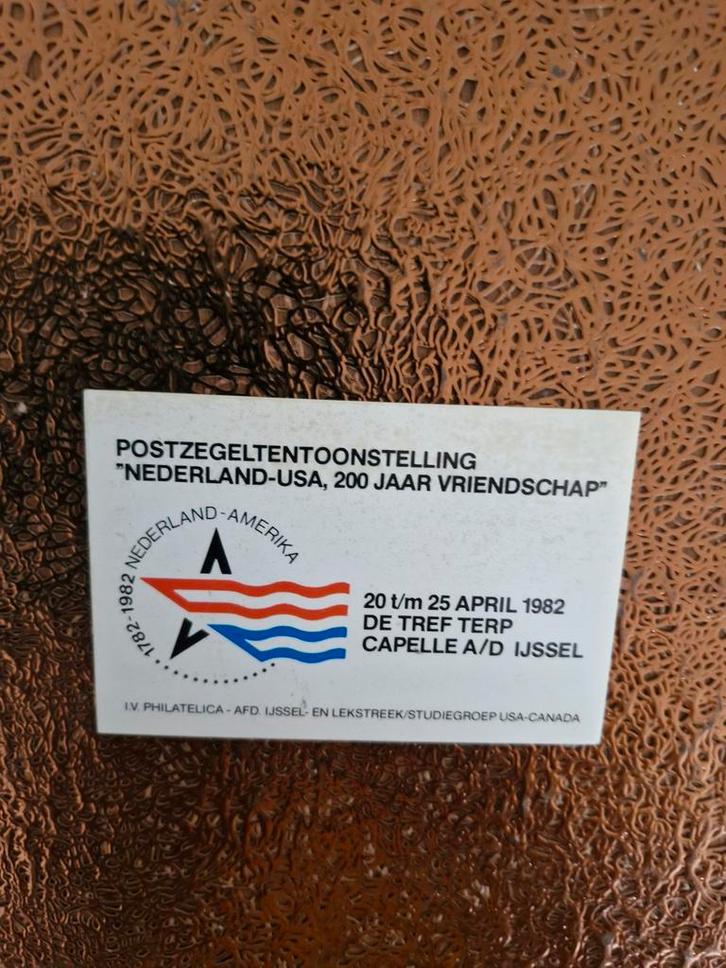 POSTZEGELTENTOONSTELLING
"NEDERLAND-USA, 200 JAAR VRIENDSCHAP"
1782-1982 NEDERLAND-AMERIKA
20 t/m 25 APRIL 1982
DE TREF TERP
CAPELLE A/D IJSSEL
I.V. PHILATELICA - AFD. IJSSEL- EN LEKSTREEK/STUDIEGROEP USA-CANADA